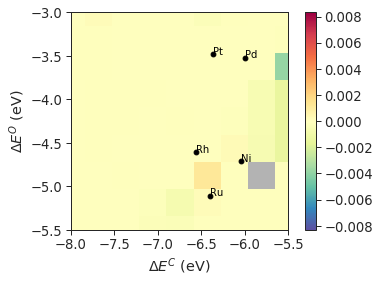 −3.0
−3.5
−4.0
−4.5
−5.0
−5.5
ΔE^O (eV)
Pt
Pd
Rh
Ni
Ru
−8.0 −7.5 −7.0 −6.5 −6.0 −5.5
ΔE^C (eV)
0.008
0.006
0.004
0.002
0.000
−0.002
−0.004
−0.006
−0.008